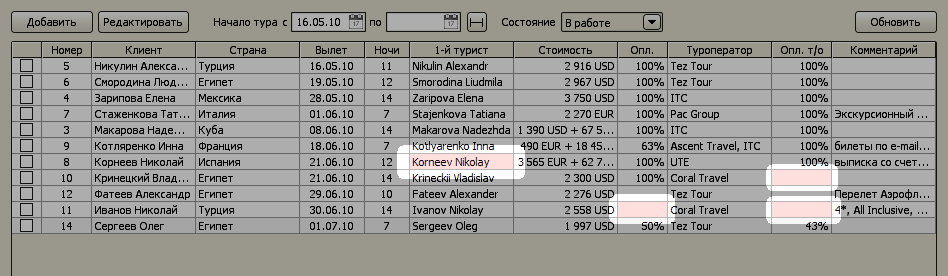 Добавить Редактировать Начало тура с 16.05.10 по Состояние В работе Обновить
Номер Клиент Страна Вылет Ночи 1-й турист Стоимость Опл. Туроператор Опл. т/о Комментарий
5 Никулин Алекса... Турция 16.05.10 11 Nikulin Alexandr 2 916 USD 100% Tez Tour 100%
6 Смородина Люд... Египет 19.05.10 12 Smorodina Liudmila 2 967 USD 100% Tez Tour 100%
4 Зарипова Елена Мексика 28.05.10 14 Zaripova Elena 3 750 USD 100% ITC 100%
7 Стаженкова Тат... Италия 01.06.10 7 Stajenkova Tatiana 2 270 EUR 100% Pac Group 100% Экскурсионный ...
3 Макарова Наде... Куба 08.06.10 14 Makarova Nadezhda 1 390 USD + 67 5... 100% ITC 100%
9 Котляренко Инна Кипр 19.06.10 14 Kotlyarenko Inna 490 EUR + 18 45... 63% Ascent Travel 100% билеты по e-mail...
8 Корнеев Николай Испания 21.06.10 12 Korneev Nikolay 3 565 EUR + 62 7... 100% UTE 100% выписка со счет...
10 Криницкий Влад... Египет 21.06.10 14 Krineckii Vladislav 2 300 USD 100% Coral Travel
12 Фатеев Александр Египет 29.06.10 10 Fateev Alexander 2 276 USD Tez Tour Перелет Аэрофл...
11 Иванов Николай Турция 30.06.10 14 Ivanov Nikolay 2 558 USD Coral Travel 4*, All Inclusive, ...
14 Сергеев Олег Египет 01.07.10 7 Sergeev Oleg 1 997 USD 50% Tez Tour 43%